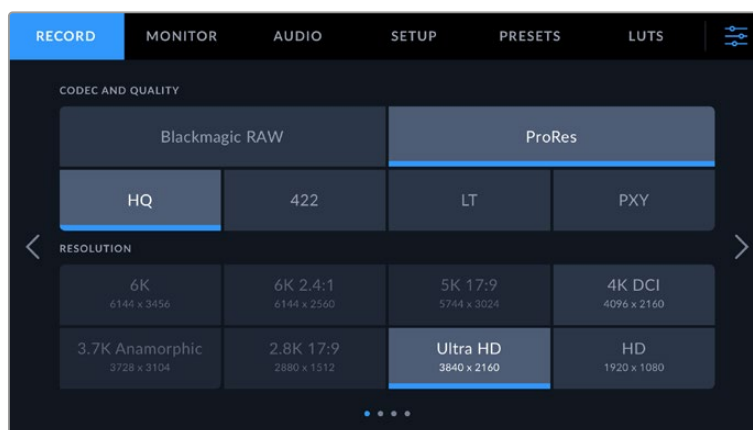 RECORD MONITOR AUDIO SETUP PRESETS LUTS
CODEC AND QUALITY
Blackmagic RAW ProRes
HQ 422 LT PXY
RESOLUTION
6K 6K 2.4:1 5K 17:9 4K DCI
6144 x 3456 6144 x 2560 5744 x 3024 4096 x 2160
3.7K Anamorphic 2.8K 17:9 Ultra HD HD
3728 x 3104 2880 x 1512 3840 x 2160 1920 x 1080